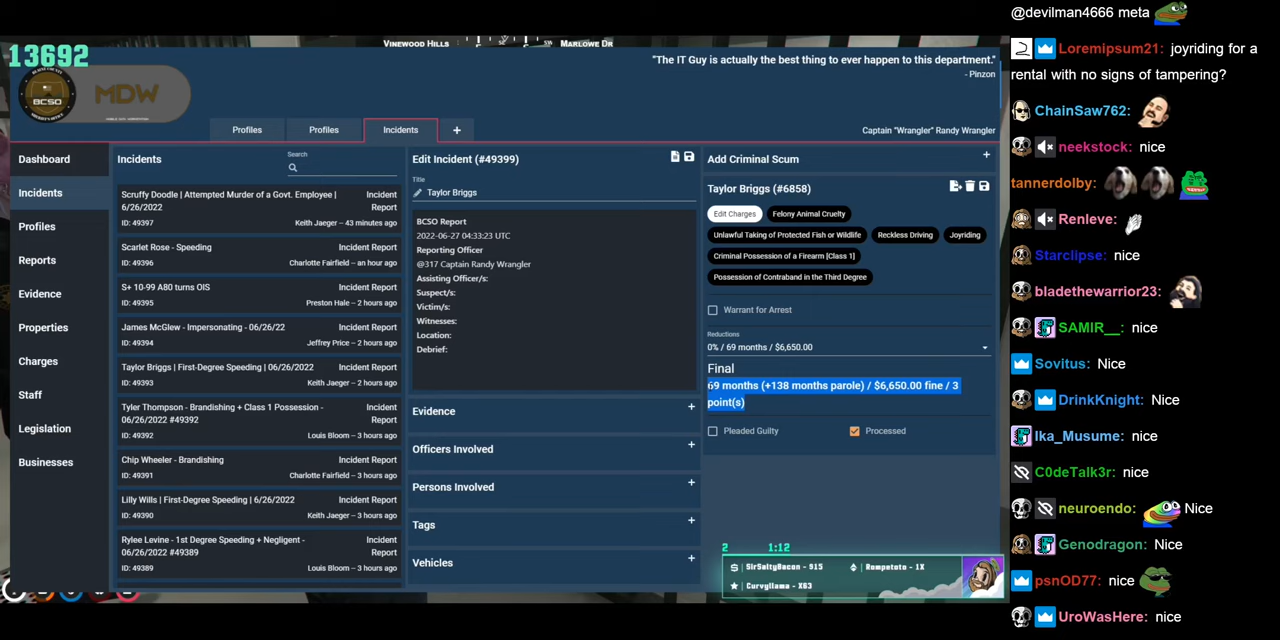 13692
VINEWOOD HILLS
SW
MARLOWE DR
"The IT Guy is actually the best thing to ever happen to this department."
- Pinzon
BCSO
MDW
Profiles
Profiles
Incidents
+
Captain "Wrangler" Randy Wrangler
Dashboard
Incidents
Profiles
Reports
Evidence
Properties
Charges
Staff
Legislation
Businesses
Incidents
Search
Scruffy Doodle | Attempted Murder of a Govt. Employee |
6/26/2022
Incident
Report
ID: 49397
Keith Jaeger – 43 minutes ago
Scarlet Rose - Speeding
Incident Report
ID: 49396
Charlotte Fairfield – an hour ago
S+ 10-99 A80 turns OIS
Incident Report
ID: 49395
Preston Hale – 2 hours ago
James McGlew - Impersonating - 06/26/22
Incident Report
ID: 49394
Jeffrey Price – 2 hours ago
Taylor Briggs | First-Degree Speeding | 06/26/2022
Incident Report
ID: 49393
Keith Jaeger – 2 hours ago
Tyler Thompson - Brandishing + Class 1 Possession -
06/26/2022 #49392
Incident
Report
ID: 49392
Louis Bloom – 3 hours ago
Chip Wheeler - Brandishing
Incident Report
ID: 49391
Charlotte Fairfield – 3 hours ago
Lilly Wills | First-Degree Speeding | 6/26/2022
Incident Report
ID: 49390
Keith Jaeger – 3 hours ago
Rylee Levine - 1st Degree Speeding + Negligent -
06/26/2022 #49389
Incident
Report
ID: 49389
Louis Bloom – 3 hours ago
Edit Incident (#49399)
Title
Taylor Briggs
BCSO Report
2022-06-27 04:33:23 UTC
Reporting Officer
@317 Captain Randy Wrangler
Assisting Officer/s:
Suspect/s:
Victim/s:
Witnesses:
Location:
Debrief:
Evidence
+
Officers Involved
+
Persons Involved
+
Tags
+
Vehicles
+
Add Criminal Scum
+
Taylor Briggs (#6858)
Edit Charges
Felony Animal Cruelty
Unlawful Taking of Protected Fish or Wildlife
Reckless Driving
Joyriding
Criminal Possession of a Firearm [Class 1]
Possession of Contraband in the Third Degree
Warrant for Arrest
Reductions
0% / 69 months / $6,650.00
Final
69 months (+138 months parole) / $6,650.00 fine / 3
point(s)
Pleaded Guilty
Processed
2
1:12
SirSaltyBacon - $15
Rampotato - 1X
Curvyllama - X63
@devilman4666 meta
Loremipsum21: joyriding for a
rental with no signs of tampering?
ChainSaw762:
neekstock: nice
tannerdolby:
Renleve:
Starclipse: nice
bladethewarrior23:
SAMIR__: nice
Sovitus: Nice
DrinkKnight: Nice
Ika_Musume: nice
C0deTalk3r: nice
neuroendo: Nice
Genodragon: Nice
psnOD77: nice
UroWasHere: nice